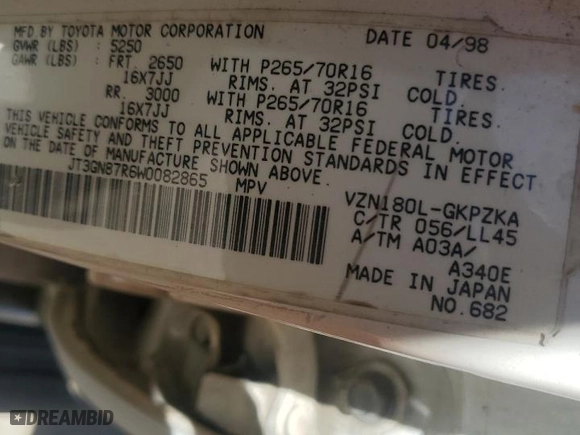 MFD BY TOYOTA MOTOR CORPORATION DATE 04/98
GVWR (LBS) : 5250
GAWR (LBS) : FRT. 2650 WITH P265/70R16 TIRES.
16X7JJ RIMS. AT 32PSI COLD.
RR. 3000 WITH P265/70R16 TIRES.
16X7JJ RIMS. AT 32PSI COLD.
THIS VEHICLE CONFORMS TO ALL APPLICABLE FEDERAL MOTOR
VEHICLE SAFETY AND THEFT PREVENTION STANDARDS IN EFFECT
ON THE DATE OF MANUFACTURE SHOWN ABOVE.
JT3GN87R6W0082865 MPV
VZN180L-GKPZKA
C/TR 056/LL45
A/TM A03A/
A340E
MADE IN JAPAN
NO.682
DREAMBID